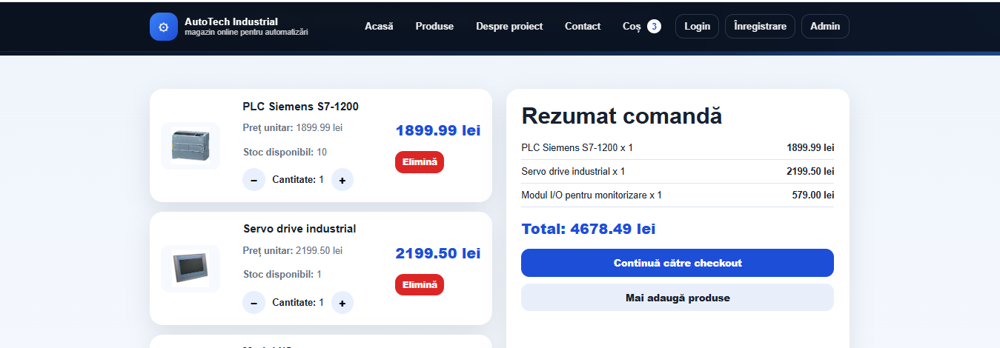 AutoTech Industrial
magazin online pentru automatizări
Acasă Produse Despre proiect Contact Coș 3 Login Înregistrare Admin
PLC Siemens S7-1200
Preț unitar: 1899.99 lei
Stoc disponibil: 10
− Cantitate: 1 +
1899.99 lei
Elimină
Servo drive industrial
Preț unitar: 2199.50 lei
Stoc disponibil: 1
− Cantitate: 1 +
2199.50 lei
Elimină
Rezumat comandă
PLC Siemens S7-1200 x 1 1899.99 lei
Servo drive industrial x 1 2199.50 lei
Modul I/O pentru monitorizare x 1 579.00 lei
Total: 4678.49 lei
Continuă către checkout
Mai adaugă produse